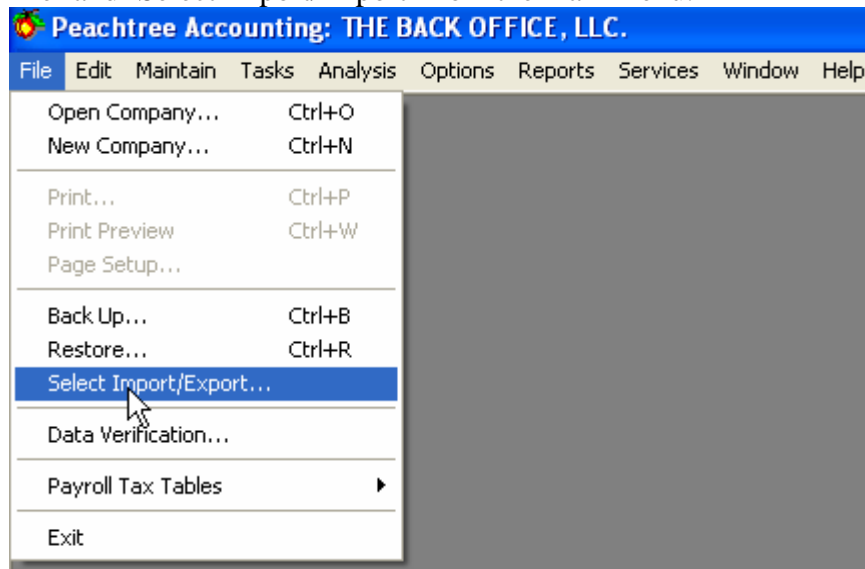 Peachtree Accounting: THE BACK OFFICE, LLC.
File Edit Maintain Tasks Analysis Options Reports Services Window Help
Open Company... Ctrl+O
New Company... Ctrl+N
Print... Ctrl+P
Print Preview Ctrl+W
Page Setup...
Back Up... Ctrl+B
Restore... Ctrl+R
Select Import/Export...
Data Verification...
Payroll Tax Tables
Exit